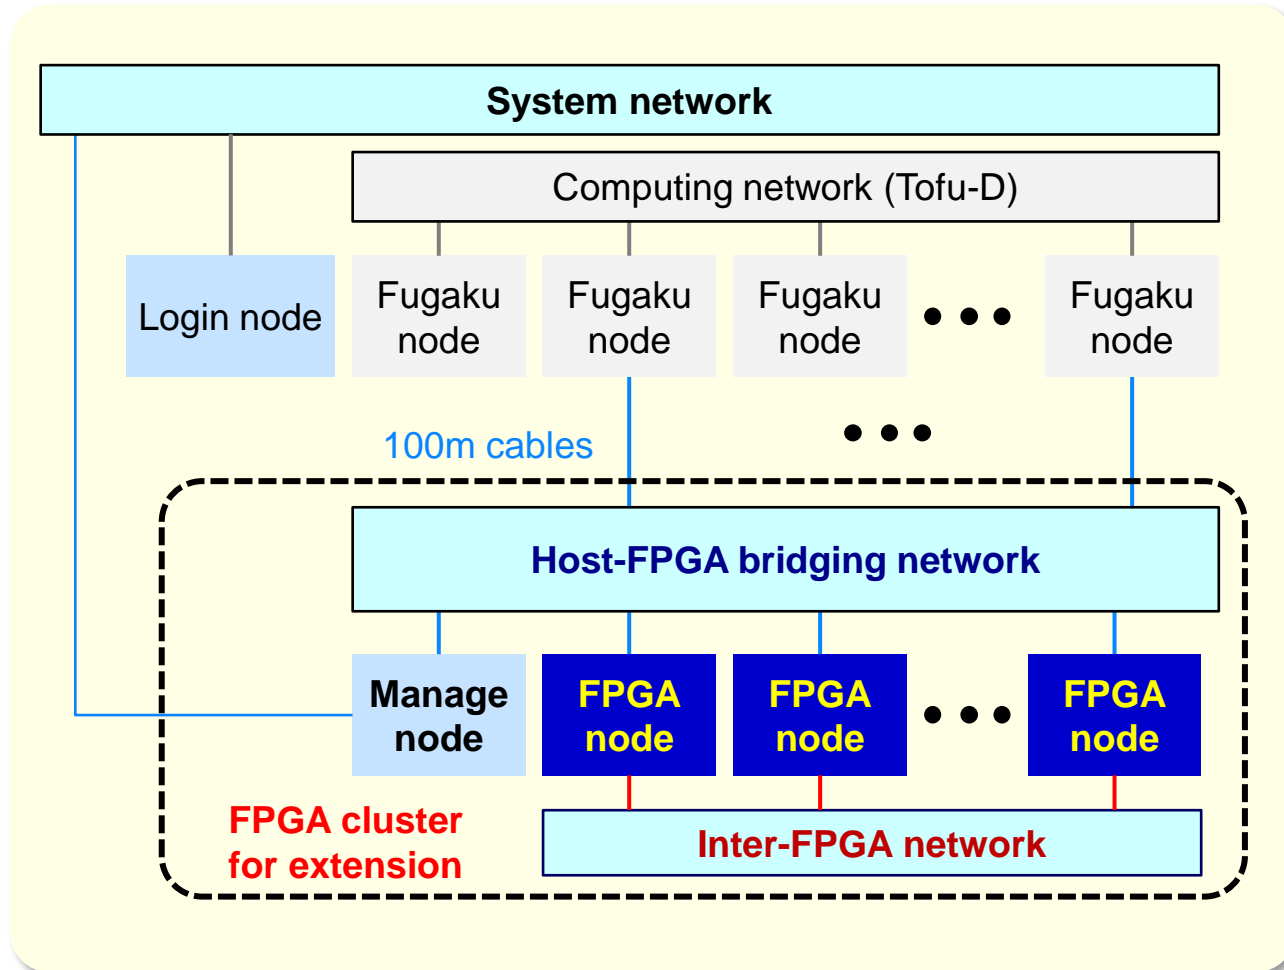 System network
Computing network (Tofu-D)
Login node
Fugaku
node
Fugaku
node
Fugaku
node
Fugaku
node
100m cables
Host-FPGA bridging network
Manage
node
FPGA
node
FPGA
node
FPGA
node
FPGA cluster
for extension
Inter-FPGA network